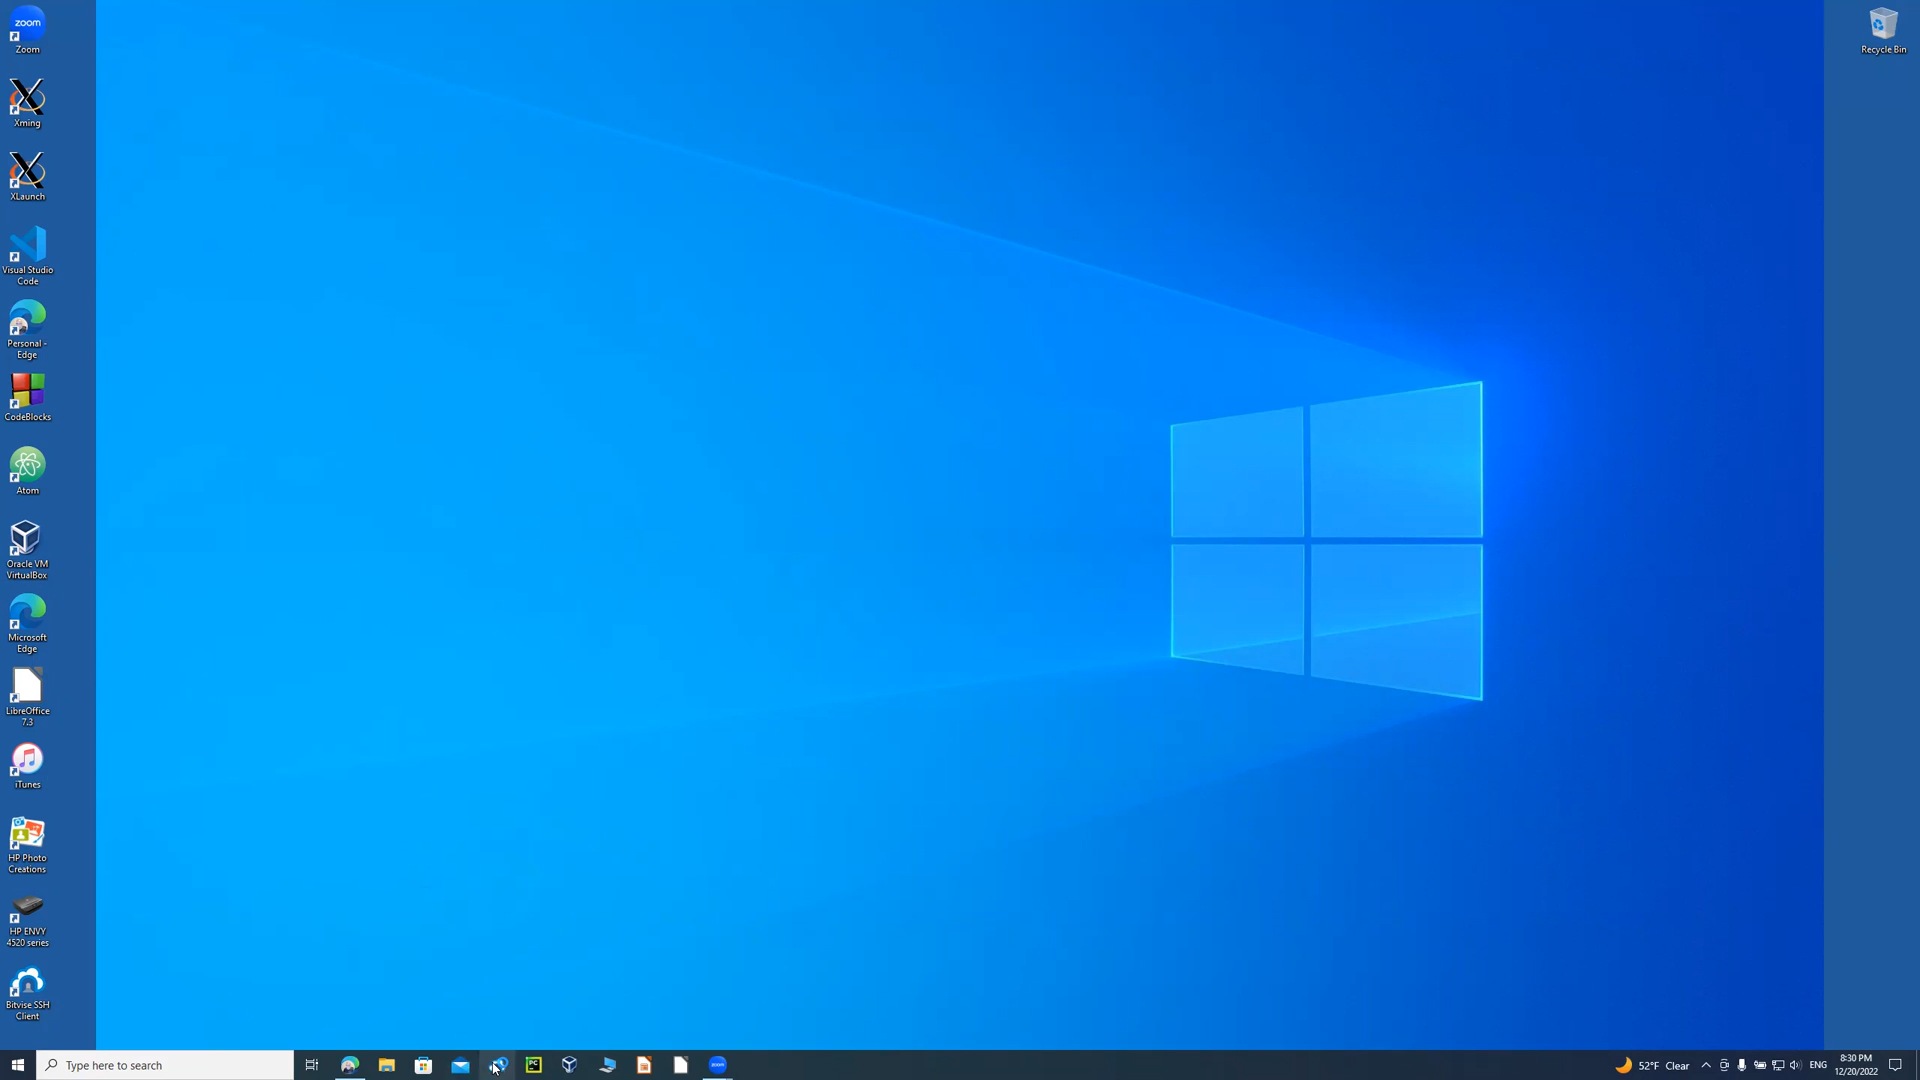 zoom
Zoom
Recycle Bin
Xming
XLaunch
Visual Studio
Code
Personal -
Edge
CodeBlocks
Atom
Oracle VM
VirtualBox
Microsoft
Edge
LibreOffice
7.3
iTunes
HP Photo
Creations
HP ENVY
4520 series
Bitvise SSH
Client
Type here to search
PC
zoom
52°F Clear
ENG
8:30 PM
12/20/2022